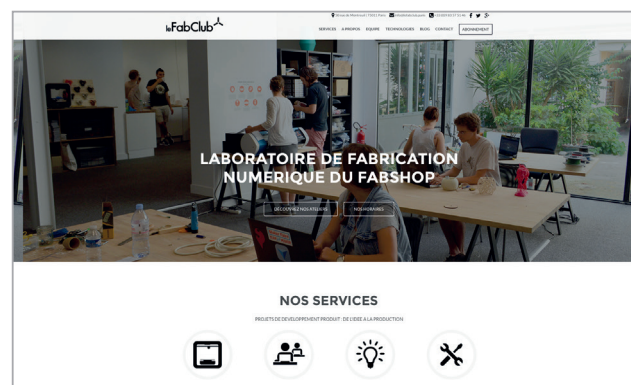 leFabClub
SERVICES A PROPOS EQUIPE TECHNOLOGIES BLOG CONTACT ABONNEMENT
LABORATOIRE DE FABRICATION
NUMERIQUE DU FABSHOP
DÉCOUVREZ NOS ATELIERS NOS HORAIRES
NOS SERVICES
PROJETS DE DEVELOPPEMENT PRODUIT : DE L'IDEE A LA PRODUCTION